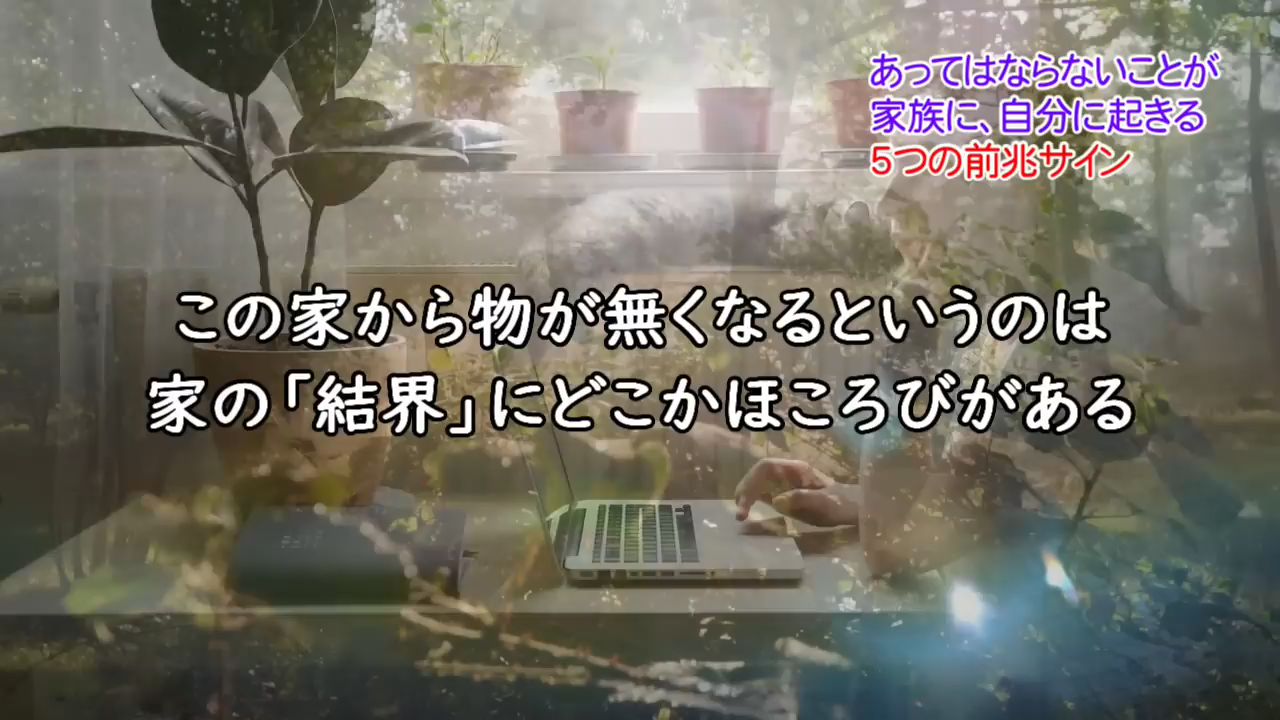 あってはならないことが
家族に、自分に起きる
5つの前兆サイン
この家から物が無くなるというのは
家の「結界」にどこかほころびがある